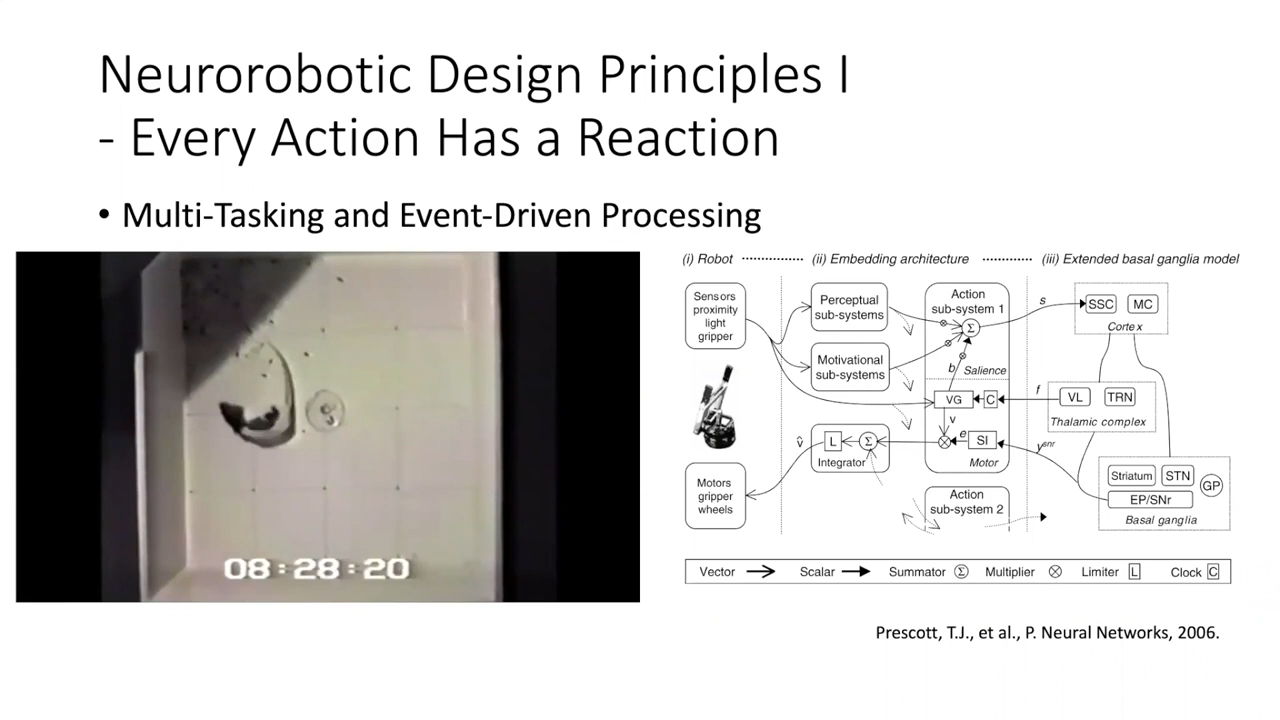 Neurorobotic Design Principles I
- Every Action Has a Reaction
• Multi-Tasking and Event-Driven Processing
08:28:20
(i) Robot
(ii) Embedding architecture
(iii) Extended basal ganglia model
Sensors
proximity
light
gripper
Perceptual
sub-systems
Motivational
sub-systems
Action
sub-system 1
Σ
b
Salience
s
SSC
MC
Cortex
VG
C
f
VL
TRN
Thalamic complex
v
e
SI
Motor
y^snr
v̂
L
Σ
Integrator
Motors
gripper
wheels
Action
sub-system 2
Striatum
STN
GP
EP/SNr
Basal ganglia
Vector
Scalar
Summator Σ
Multiplier ⊗
Limiter L
Clock C
Prescott, T.J., et al., P. Neural Networks, 2006.